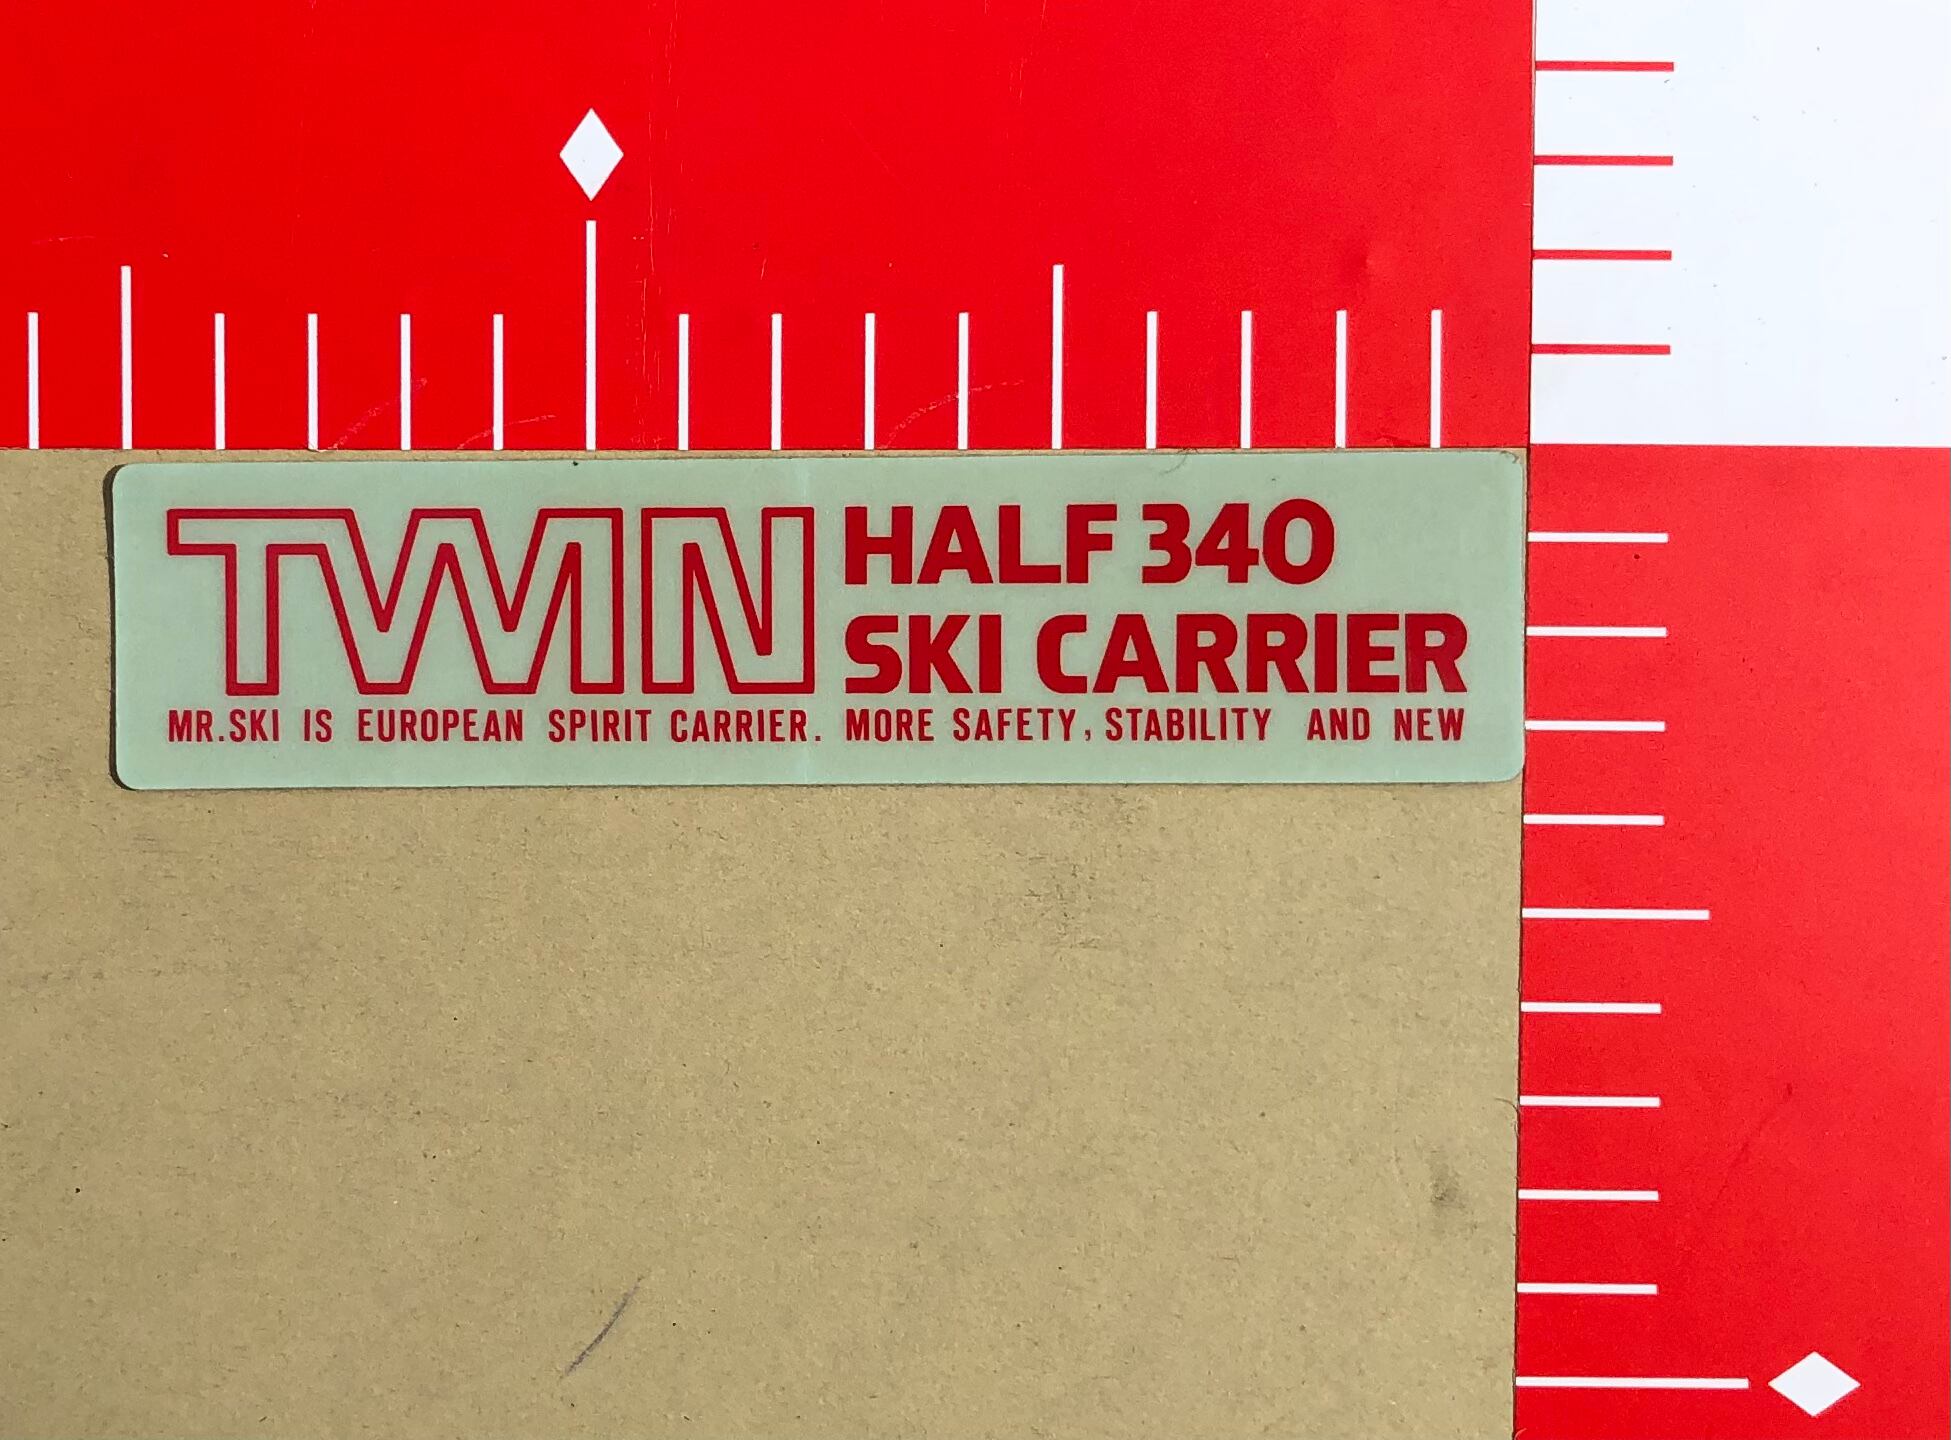 TWIN HALF 340
SKI CARRIER
MR.SKI IS EUROPEAN SPIRIT CARRIER. MORE SAFETY, STABILITY AND NEW